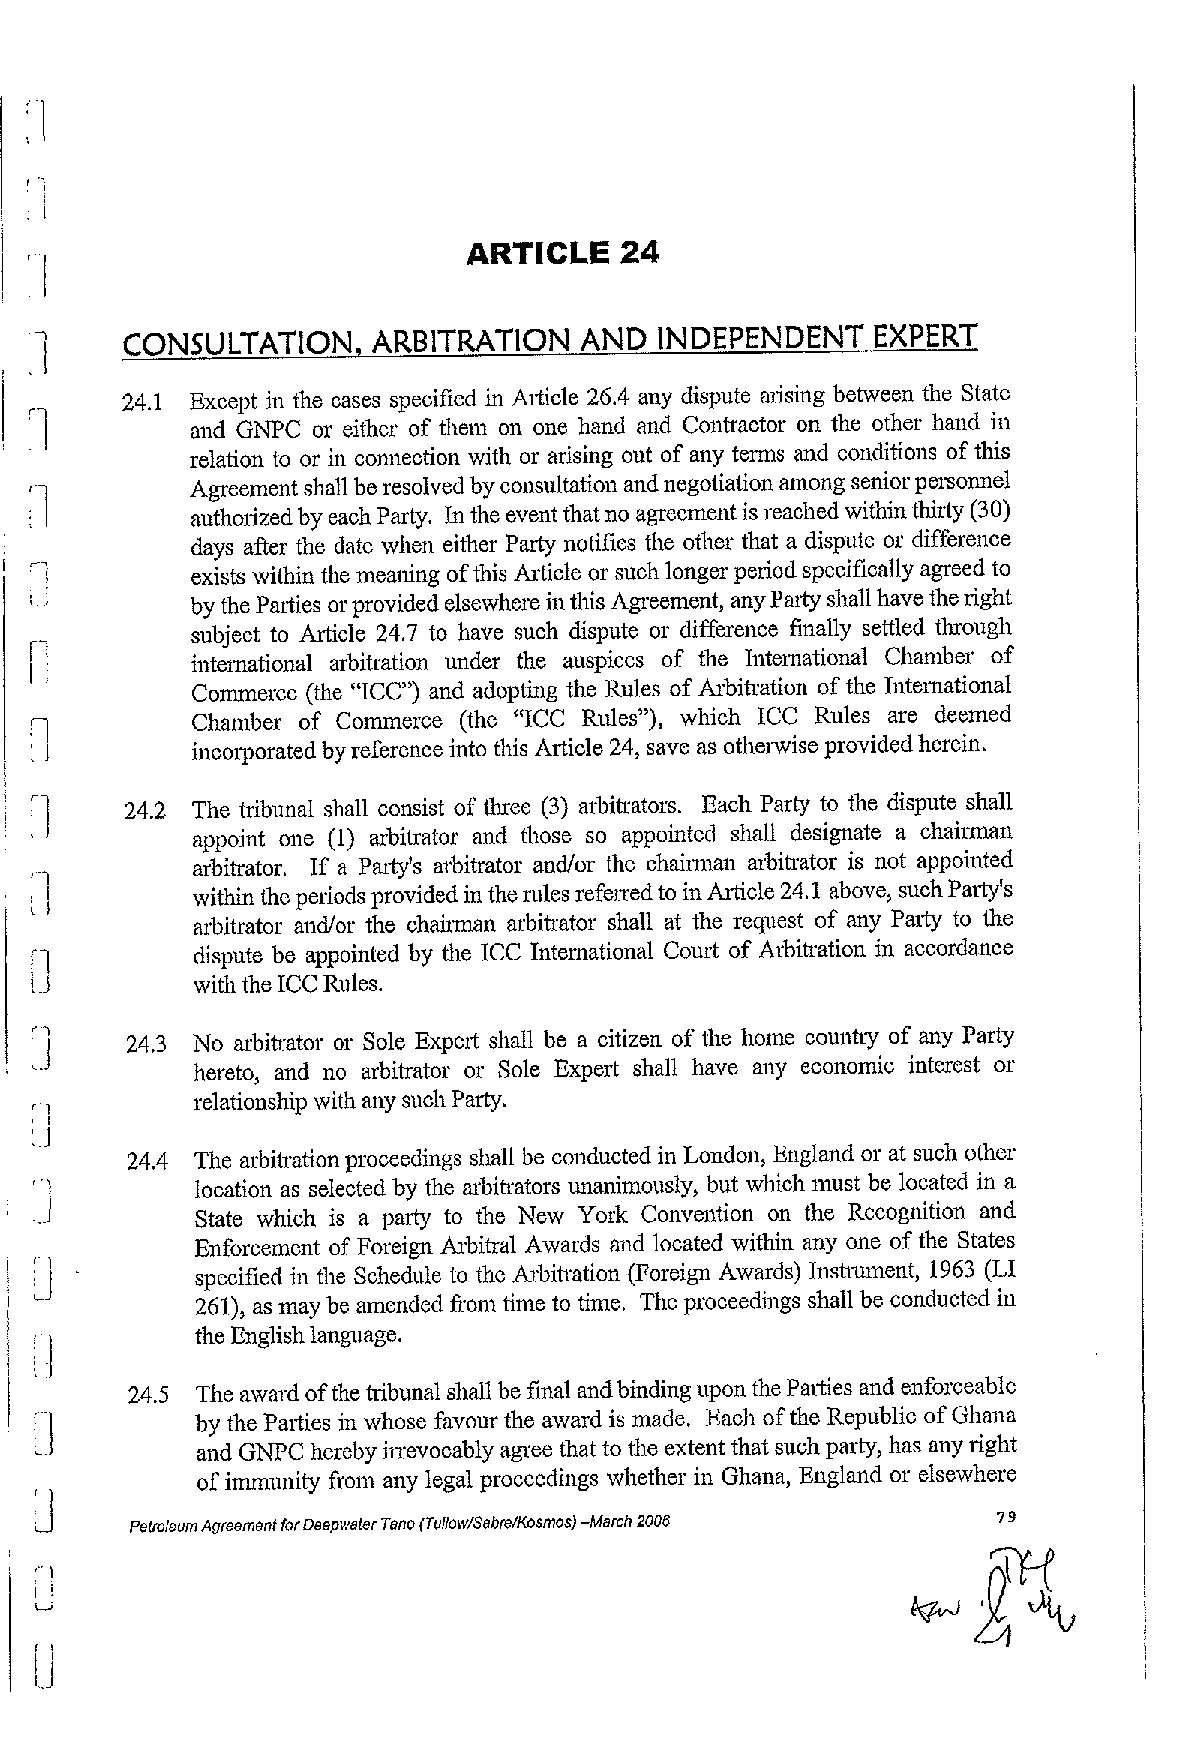 ARTICLE 24
CONSULTATION, ARBITRATION AND INDEPENDENT EXPERT
24.1 Except in the cases specified in Article 26.4 any dispute arising between the State
and GNPC or either of them on one hand and Contractor on the other hand in
relation to or in connection with or arising out of any terms and conditions of this
Agreement shall be resolved by consultation and negotiation among senior personnel
authorized by each Party. In the event that no agreement is reached within thirty (30)
days after the date when either Party notifies the other that a dispute or difference
exists within the meaning of this Article or such longer period specifically agreed to
by the Parties or provided elsewhere in this Agreement, any Party shall have the right
subject to Article 24.7 to have such dispute or difference finally settled through
international arbitration under the auspices of the International Chamber of
Commerce (the “ICC”) and adopting the Rules of Arbitration of the International
Chamber of Commerce (the “ICC Rules”), which ICC Rules are deemed
incorporated by reference into this Article 24, save as otherwise provided herein.
24.2 The tribunal shall consist of three (3) arbitrators. Each Party to the dispute shall
appoint one (1) arbitrator and those so appointed shall designate a chairman
arbitrator. If a Party's arbitrator and/or the chairman arbitrator is not appointed
within the periods provided in the rules referred to in Article 24.1 above, such Party's
arbitrator and/or the chairman arbitrator shall at the request of any Party to the
dispute be appointed by the ICC International Court of Arbitration in accordance
with the ICC Rules.
24.3 No arbitrator or Sole Expert shall be a citizen of the home country of any Party
hereto, and no arbitrator or Sole Expert shall have any economic interest or
relationship with any such Party.
24.4 The arbitration proceedings shall be conducted in London, England or at such other
location as selected by the arbitrators unanimously, but which must be located in a
State which is a party to the New York Convention on the Recognition and
Enforcement of Foreign Arbitral Awards and located within any one of the States
specified in the Schedule to the Arbitration (Foreign Awards) Instrument, 1963 (LI
261), as may be amended from time to time. The proceedings shall be conducted in
the English language.
24.5 The award of the tribunal shall be final and binding upon the Parties and enforceable
by the Parties in whose favour the award is made. Each of the Republic of Ghana
and GNPC hereby irrevocably agree that to the extent that such party, has any right
of immunity from any legal proceedings whether in Ghana, England or elsewhere
Petroleum Agreement for Deepwater Tano (Tullow/Sabre/Kosmos) –March 2006 79